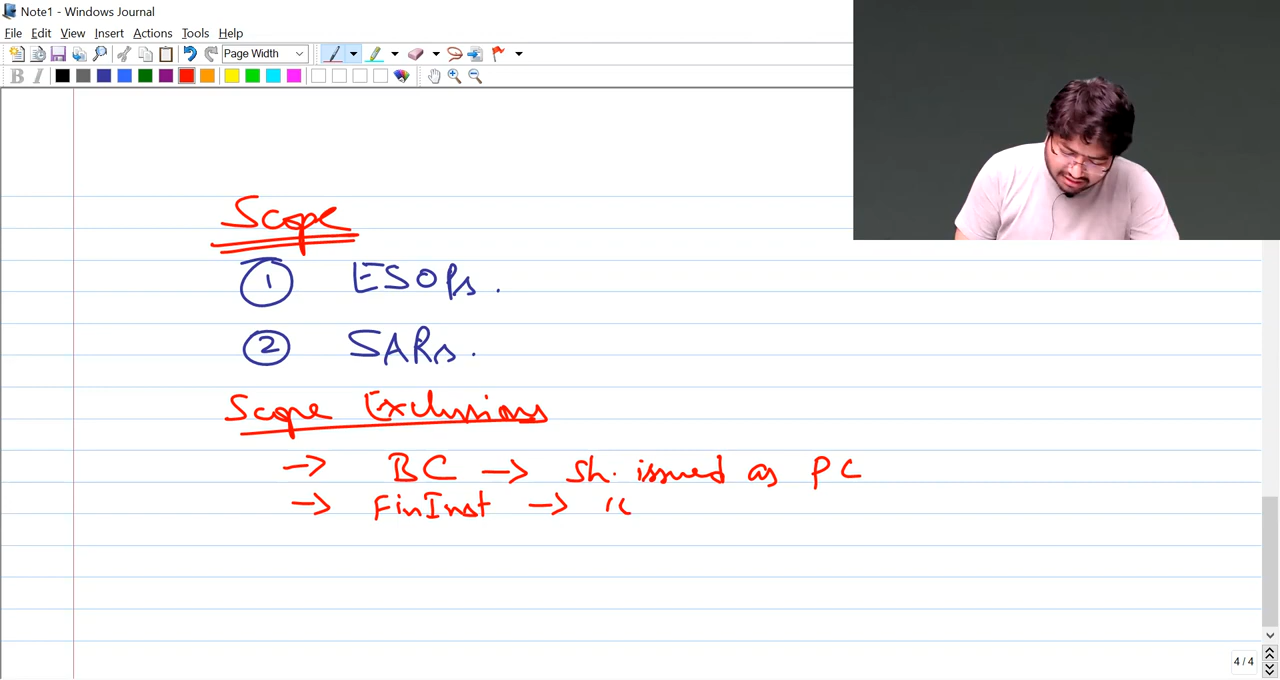 Note1 - Windows Journal
File Edit View Insert Actions Tools Help
Page Width
B I
Scope
1 ESOPs.
2 SARs.
Scope Exclusions
→ BC → Sh. issued as PC
→ FinInst →
4 / 4